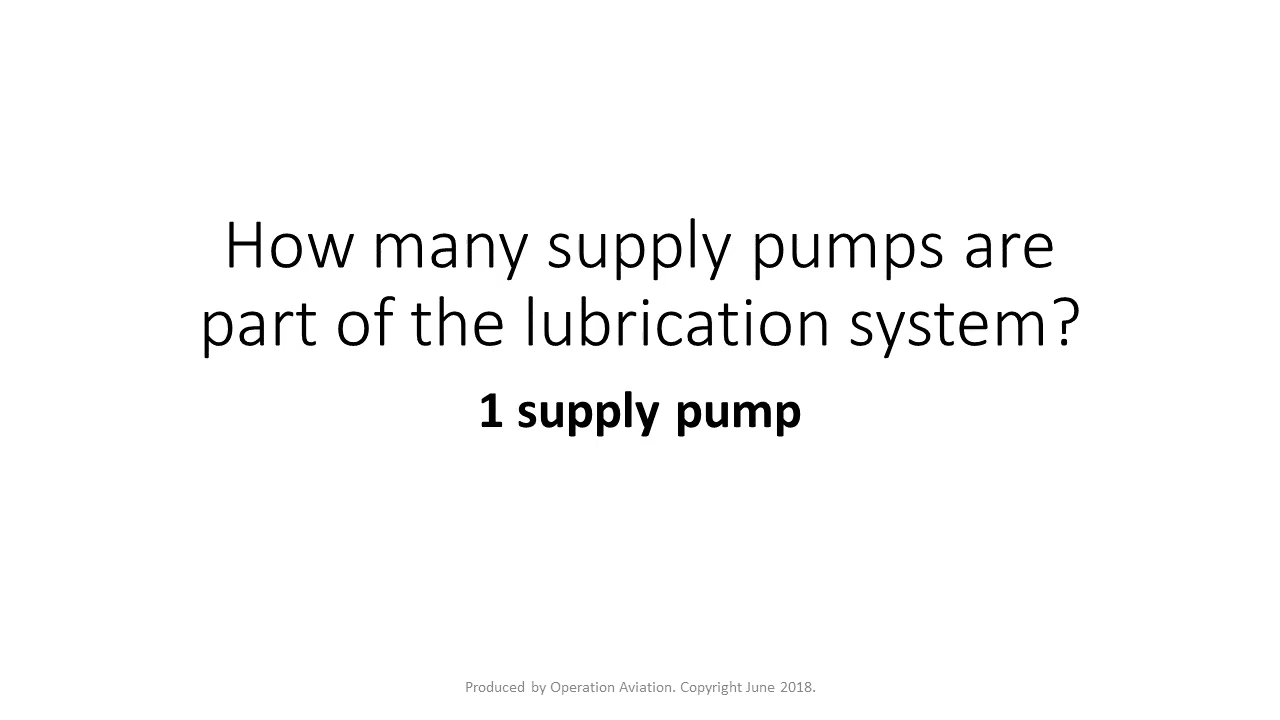 How many supply pumps are
part of the lubrication system?
1 supply pump
Produced by Operation Aviation. Copyright June 2018.